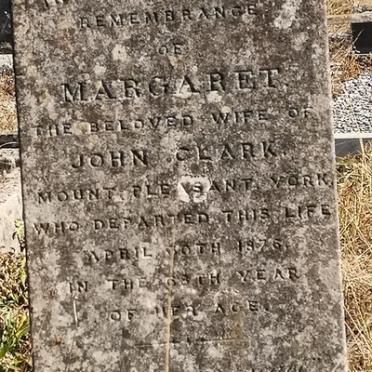 REMEMBRANCE
OF
MARGARET
THE BELOVED WIFE OF
JOHN CLARK
MOUNT PLEASANT, YORK,
WHO DEPARTED THIS LIFE
APRIL 1876,
IN THE YEAR
OF HER AGE.